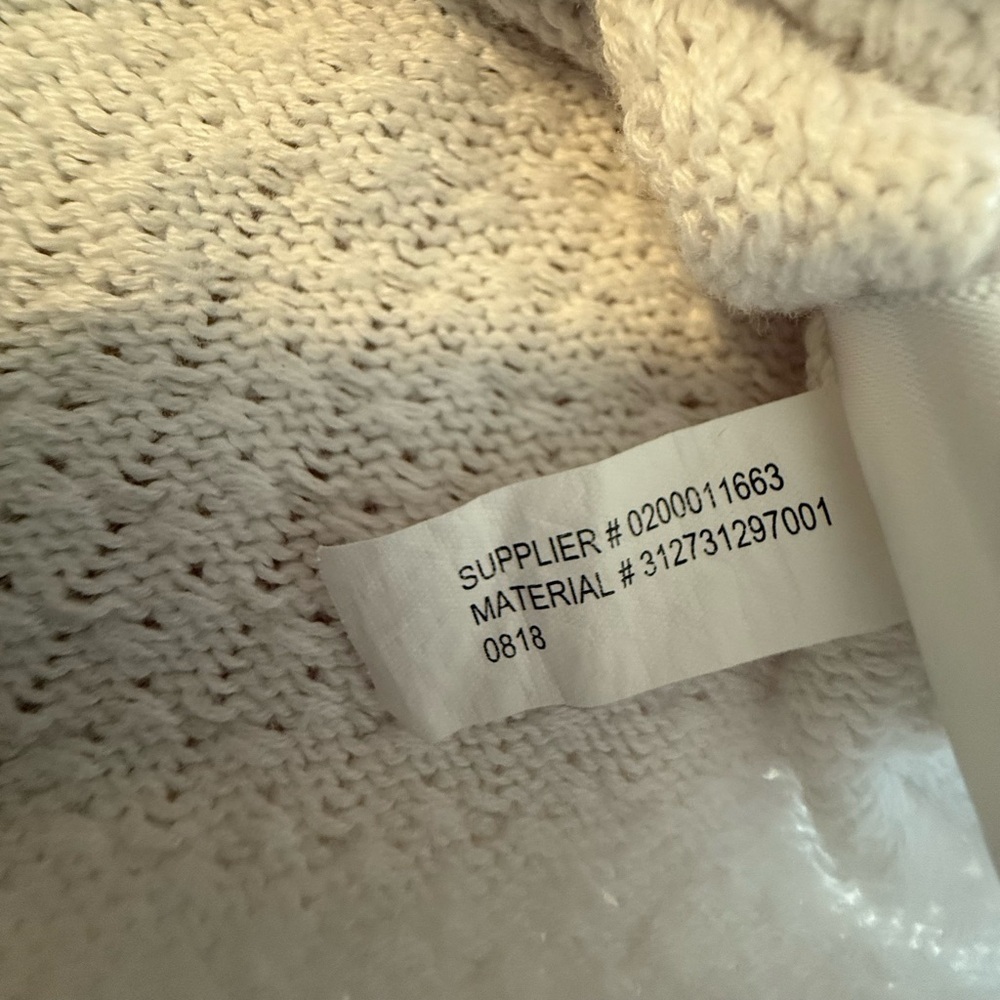 SUPPLIER # 0200011663
MATERIAL # 312731297001
0818